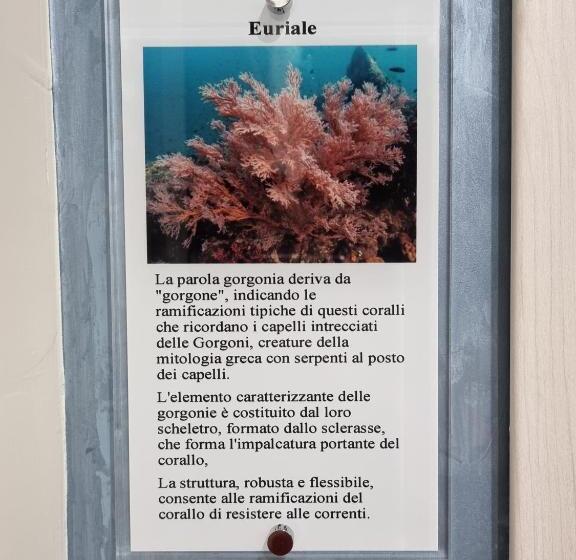 Euriale
La parola gorgonia deriva da
"gorgone", indicando le
ramificazioni tipiche di questi coralli
che ricordano i capelli intrecciati
delle Gorgoni, creature della
mitologia greca con serpenti al posto
dei capelli.
L'elemento caratterizzante delle
gorgonie è costituito dal loro
scheletro, formato dallo sclerasse,
che forma l'impalcatura portante del
corallo,
La struttura, robusta e flessibile,
consente alle ramificazioni del
corallo di resistere alle correnti.